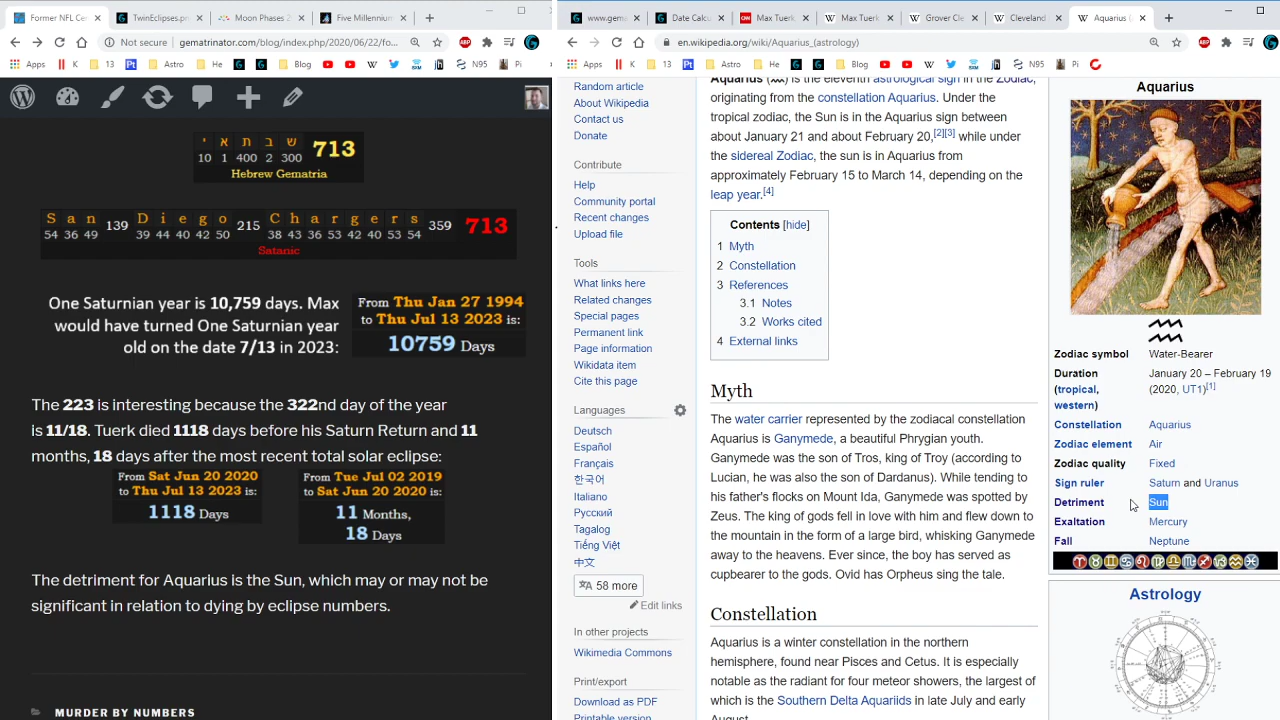 Former NFL Cen
TwinEclipses.p
Moon Phases 2
Five Millennium
Not secure
gematrinator.com/blog/index.php/2020/06/22/fo...
Apps
K
13
Pt
Astro
He
Blog
N95
Pi
י א ת ב ש
10 1 400 2 300
713
Hebrew Gematria
S a n 139 D i e g o 215 C h a r g e r s 359 713
54 36 49 39 44 40 42 50 38 43 36 53 42 40 53 54
Satanic
One Saturnian year is 10,759 days. Max
would have turned One Saturnian year
old on the date 7/13 in 2023:
From Thu Jan 27 1994
to Thu Jul 13 2023 is:
10759 Days
The 223 is interesting because the 322nd day of the year
is 11/18. Tuerk died 1118 days before his Saturn Return and 11
months, 18 days after the most recent total solar eclipse:
From Sat Jun 20 2020
to Thu Jul 13 2023 is:
1118 Days
From Tue Jul 02 2019
to Sat Jun 20 2020 is:
11 Months,
18 Days
The detriment for Aquarius is the Sun, which may or may not be
significant in relation to dying by eclipse numbers.
MURDER BY NUMBERS
www.gema
Date Calcu
Max Tuerk
Max Tuerk
Grover Cle
Cleveland
Aquarius (
en.wikipedia.org/wiki/Aquarius_(astrology)
Apps
K
13
Pt
Astro
He
Blog
N95
Pi
Random article
About Wikipedia
Contact us
Donate
Contribute
Help
Community portal
Recent changes
Upload file
Tools
What links here
Related changes
Special pages
Permanent link
Page information
Wikidata item
Cite this page
Languages
Deutsch
Español
Français
한국어
Italiano
Русский
Tagalog
Tiếng Việt
中文
58 more
Edit links
In other projects
Wikimedia Commons
Print/export
Download as PDF
Printable version
Aquarius (♒) is the eleventh astrological sign in the Zodiac,
originating from the constellation Aquarius. Under the
tropical zodiac, the Sun is in the Aquarius sign between
about January 21 and about February 20,[2][3] while under
the sidereal Zodiac, the sun is in Aquarius from
approximately February 15 to March 14, depending on the
leap year.[4]
Contents [hide]
1 Myth
2 Constellation
3 References
3.1 Notes
3.2 Works cited
4 External links
Myth
The water carrier represented by the zodiacal constellation
Aquarius is Ganymede, a beautiful Phrygian youth.
Ganymede was the son of Tros, king of Troy (according to
Lucian, he was also the son of Dardanus). While tending to
his father's flocks on Mount Ida, Ganymede was spotted by
Zeus. The king of gods fell in love with him and flew down to
the mountain in the form of a large bird, whisking Ganymede
away to the heavens. Ever since, the boy has served as
cupbearer to the gods. Ovid has Orpheus sing the tale.
Constellation
Aquarius is a winter constellation in the northern
hemisphere, found near Pisces and Cetus. It is especially
notable as the radiant for four meteor showers, the largest of
which is the Southern Delta Aquariids in late July and early
August.
Aquarius
Zodiac symbol Water-Bearer
Duration (tropical, western) January 20 – February 19 (2020, UT1)[1]
Constellation Aquarius
Zodiac element Air
Zodiac quality Fixed
Sign ruler Saturn and Uranus
Detriment Sun
Exaltation Mercury
Fall Neptune
♈♉♊♋♌♍♎♏♐♑♒♓
Astrology